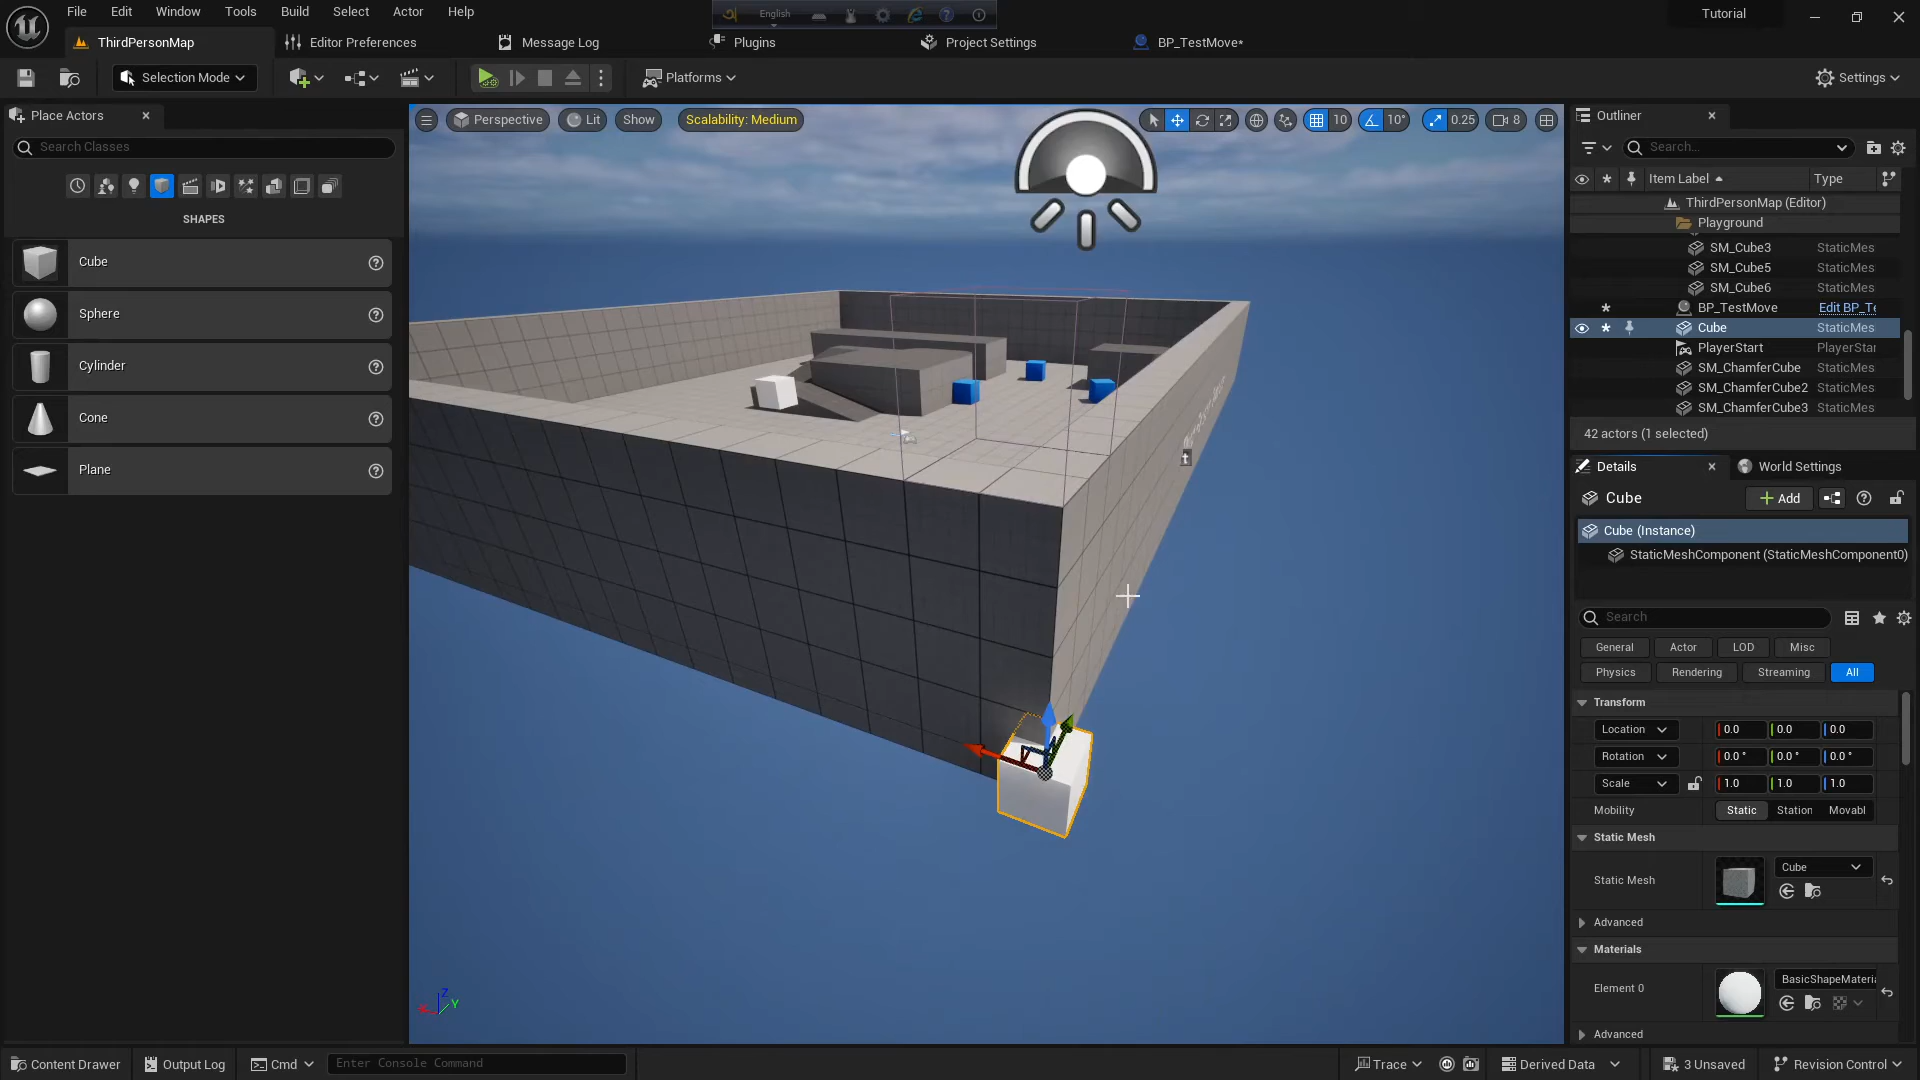 File Edit Window Tools Build Select Actor Help
English
Tutorial
ThirdPersonMap
Editor Preferences
Message Log
Plugins
Project Settings
BP_TestMove*
Selection Mode
Platforms
Settings
Place Actors
Search Classes
SHAPES
Cube
Sphere
Cylinder
Cone
Plane
Perspective
Lit
Show
Scalability: Medium
10
10°
0.25
8
Z
Y
Outliner
Search...
Item Label
Type
ThirdPersonMap (Editor)
Playground
SM_Cube3 StaticMes
SM_Cube5 StaticMes
SM_Cube6 StaticMes
BP_TestMove Edit BP_Te
Cube StaticMes
PlayerStart PlayerStar
SM_ChamferCube StaticMes
SM_ChamferCube2 StaticMes
SM_ChamferCube3 StaticMes
42 actors (1 selected)
Details
World Settings
Cube
Add
Cube (Instance)
StaticMeshComponent (StaticMeshComponent0)
Search
General Actor LOD Misc
Physics Rendering Streaming All
Transform
Location 0.0 0.0 0.0
Rotation 0.0° 0.0° 0.0°
Scale 1.0 1.0 1.0
Mobility Static Station Movabl
Static Mesh
Static Mesh
Cube
Advanced
Materials
Element 0
BasicShapeMateria
Advanced
Content Drawer
Output Log
Cmd
Enter Console Command
Trace
Derived Data
3 Unsaved
Revision Control